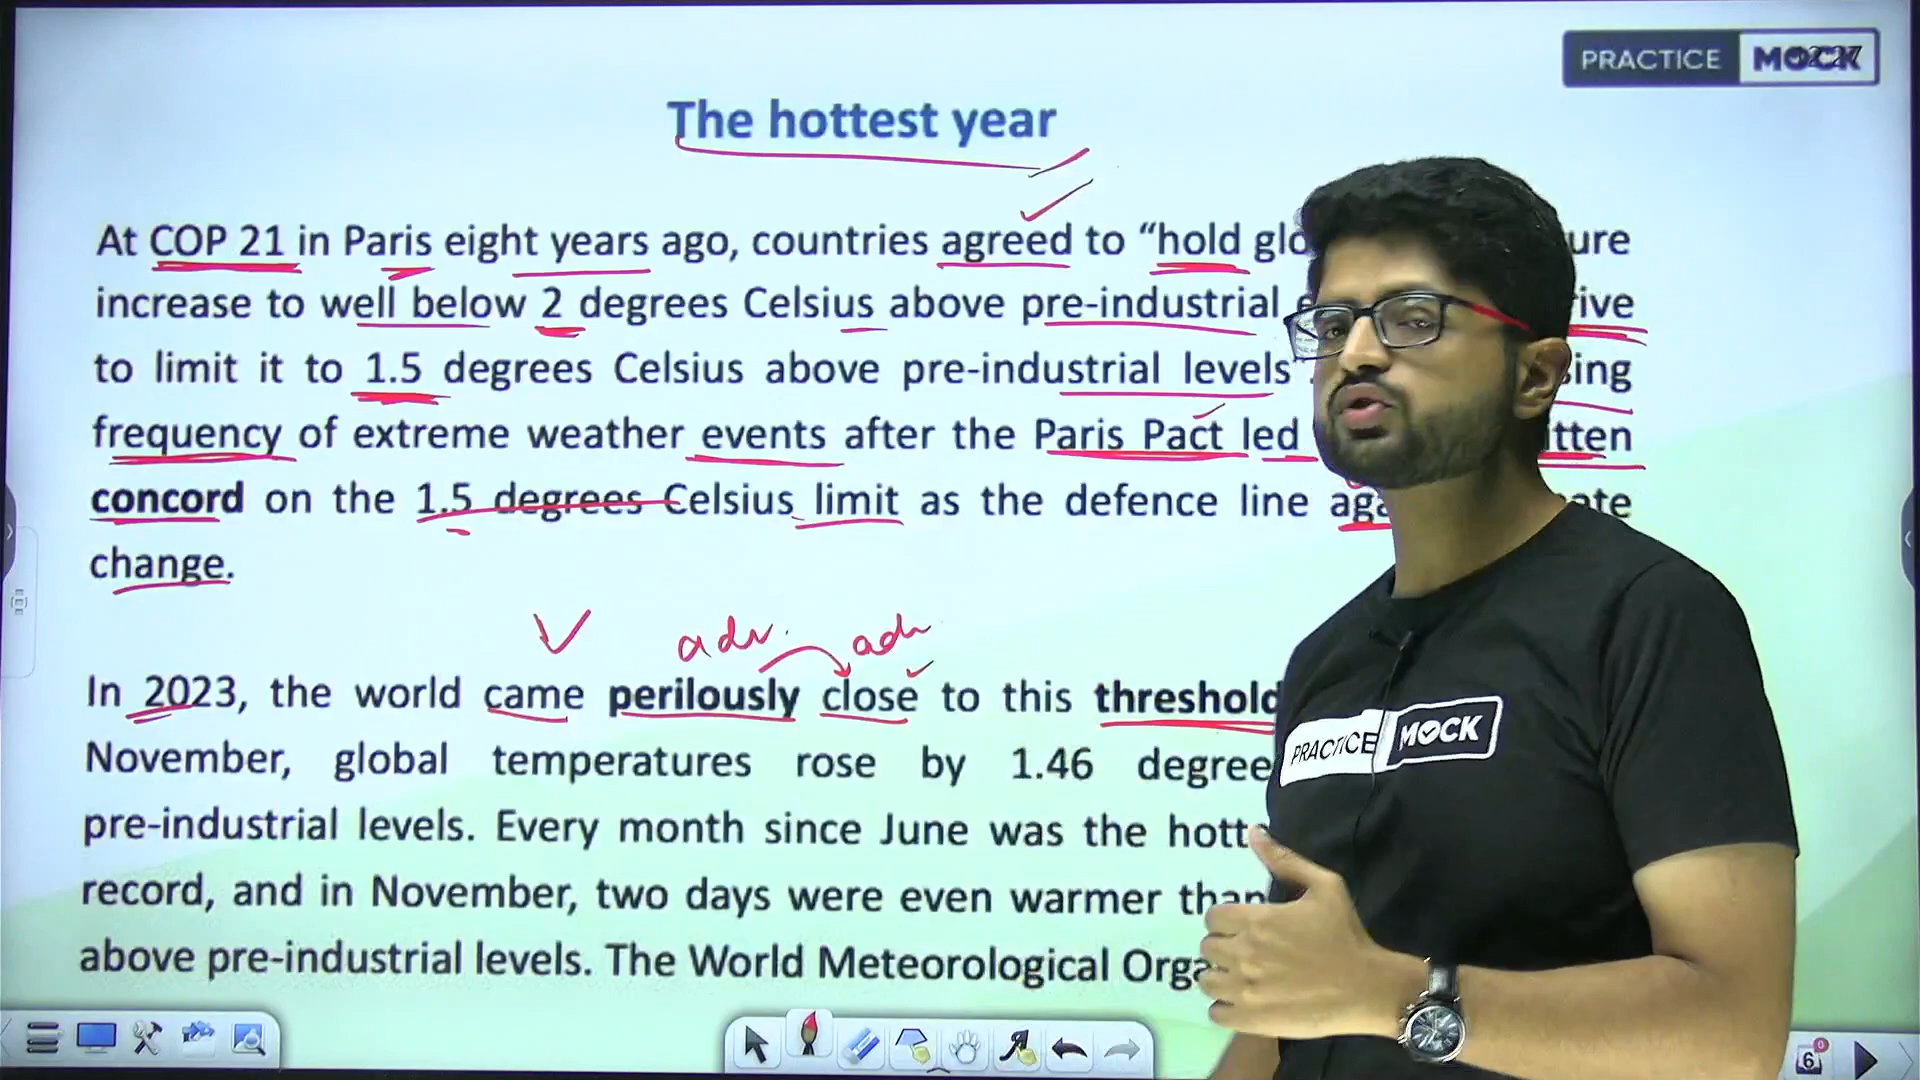 PRACTICE MOCK
The hottest year
At COP 21 in Paris eight years ago, countries agreed to “hold
increase to well below 2 degrees Celsius above pre-industrial
to limit it to 1.5 degrees Celsius above pre-industrial levels”.
frequency of extreme weather events after the Paris Pact led
concord on the 1.5 degrees Celsius limit as the defence line
change.
adv. adv
In 2023, the world came perilously close to this threshold
November, global temperatures rose by 1.46
pre-industrial levels. Every month since June was the
record, and in November, two days were even warmer than
above pre-industrial levels. The World Meteorological
PRACTICE MOCK
6